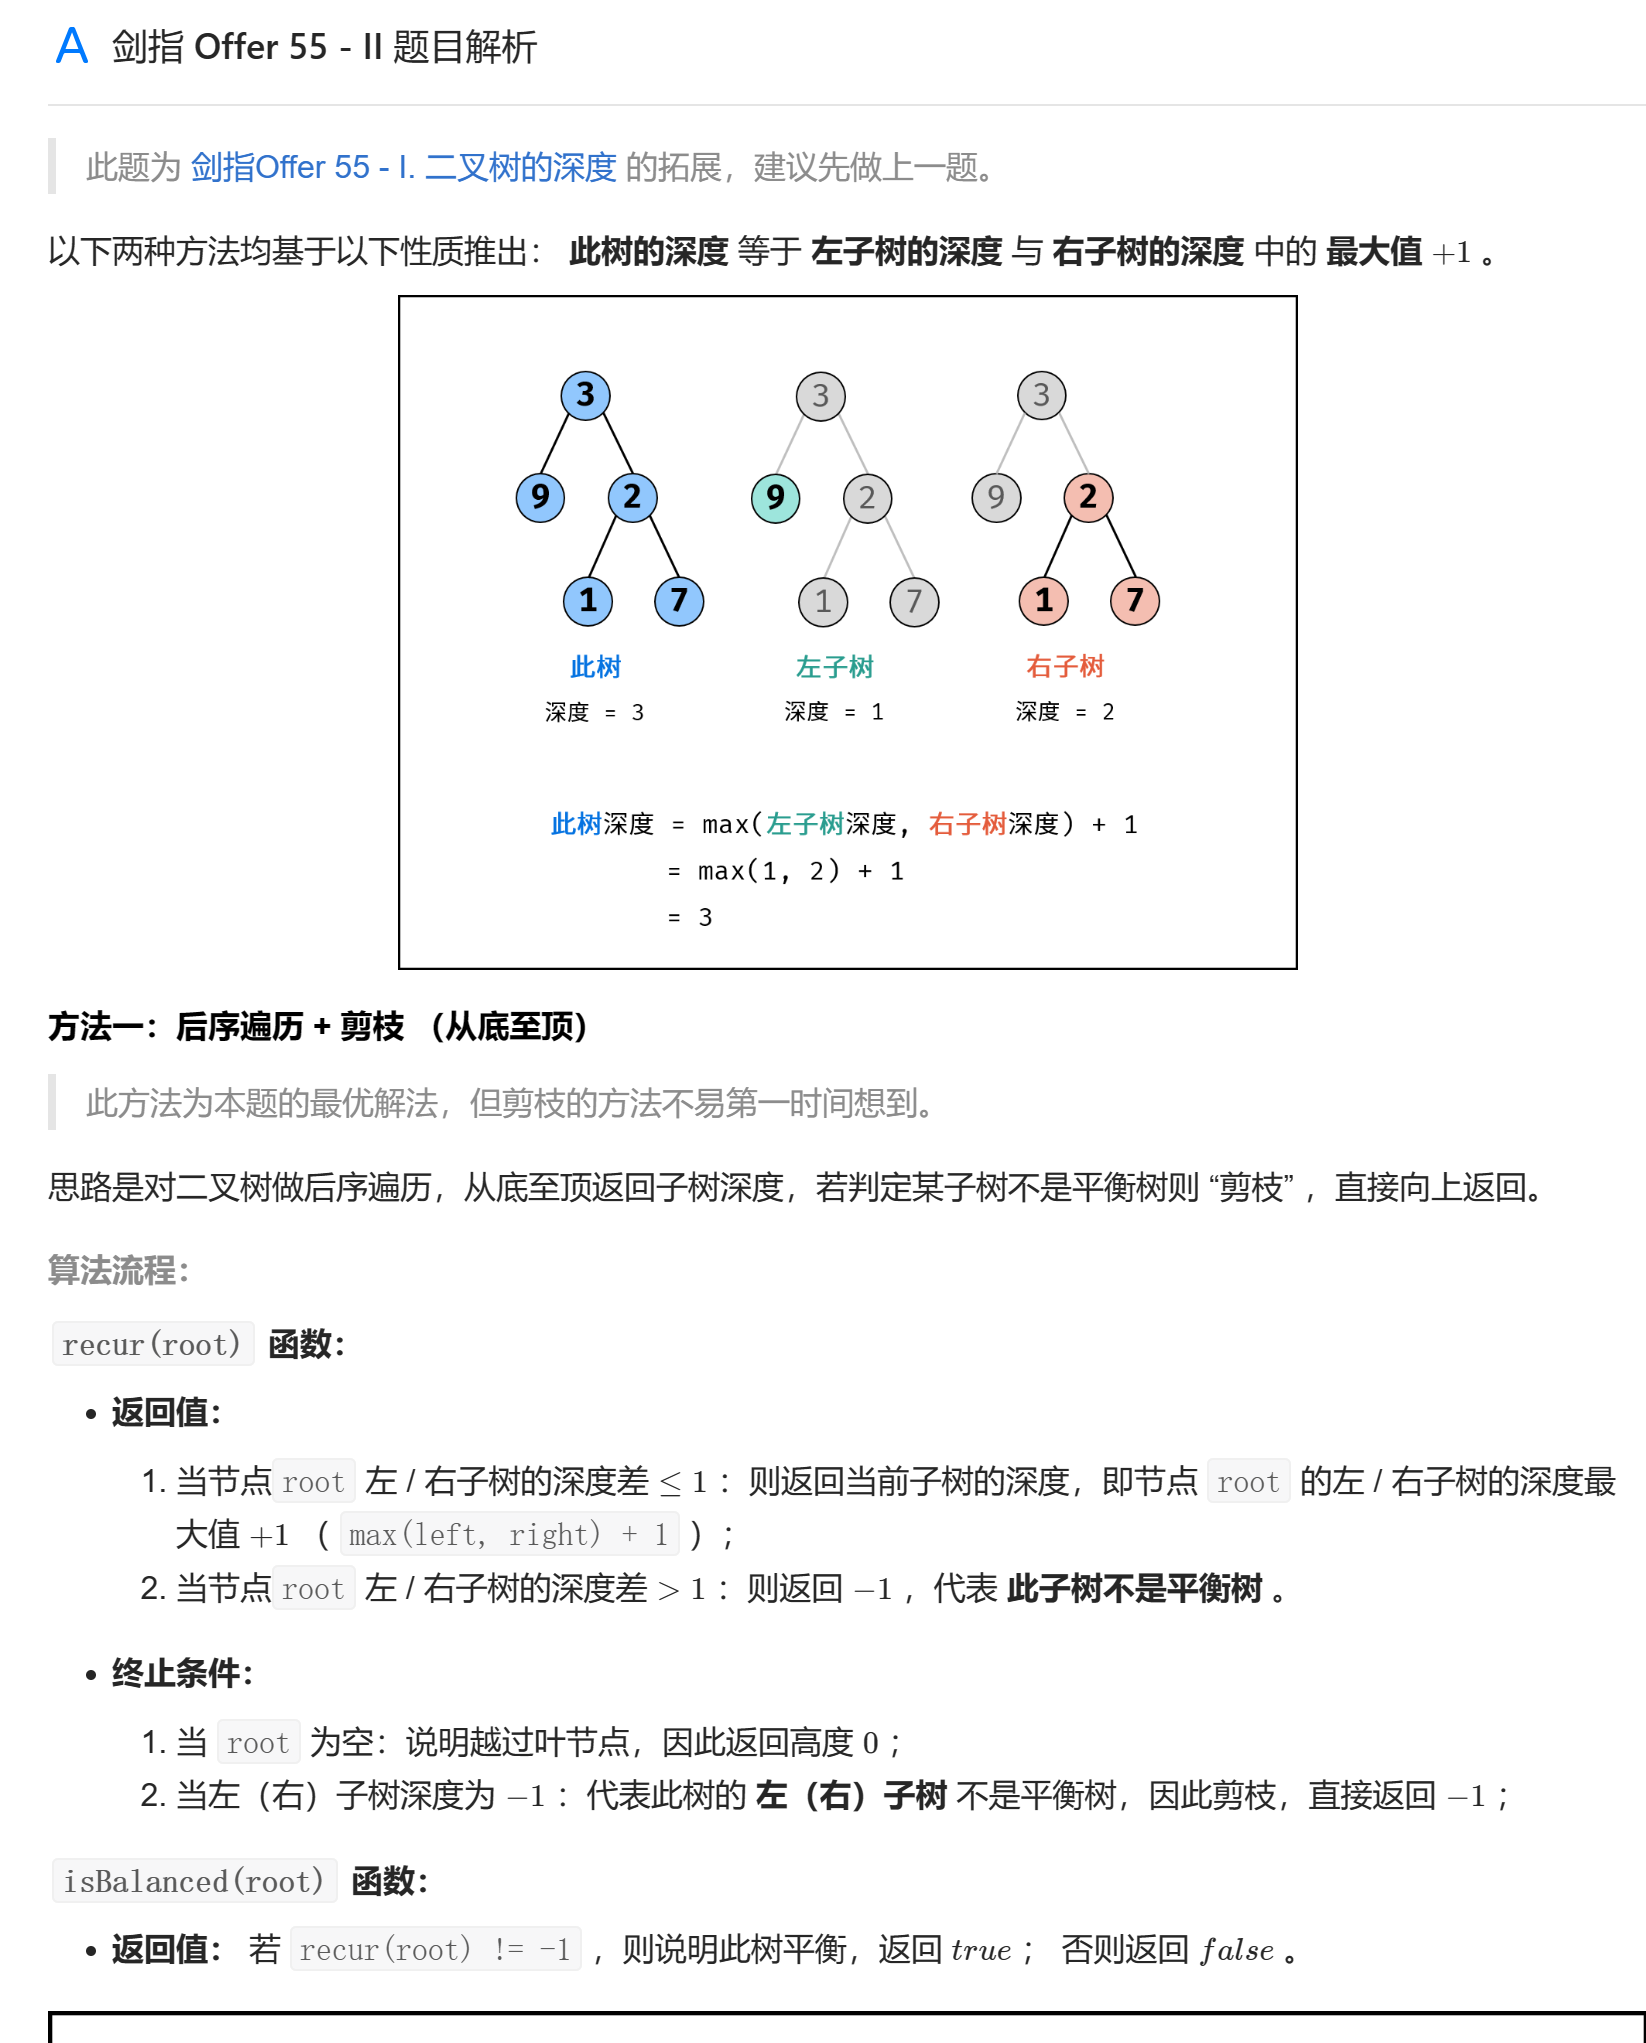 剑指 Offer 55 - II 题目解析
此题为 剑指Offer 55 - I. 二叉树的深度 的拓展，建议先做上一题。
以下两种方法均基于以下性质推出： 此树的深度 等于 左子树的深度 与 右子树的深度 中的 最大值 +1 。
3 3 3
9 2 9 2 9 2
1 7 1 7 1 7
此树 左子树 右子树
深度 = 3 深度 = 1 深度 = 2
此树深度 = max(左子树深度, 右子树深度) + 1
= max(1, 2) + 1
= 3
方法一：后序遍历 + 剪枝 （从底至顶）
此方法为本题的最优解法，但剪枝的方法不易第一时间想到。
思路是对二叉树做后序遍历，从底至顶返回子树深度，若判定某子树不是平衡树则 “剪枝” ，直接向上返回。
算法流程：
recur(root) 函数：
• 返回值：
1. 当节点 root 左 / 右子树的深度差 ≤ 1 ：则返回当前子树的深度，即节点 root 的左 / 右子树的深度最
大值 +1 （ max(left, right) + 1 ）；
2. 当节点 root 左 / 右子树的深度差 > 1 ：则返回 −1 ，代表 此子树不是平衡树 。
• 终止条件：
1. 当 root 为空：说明越过叶节点，因此返回高度 0 ；
2. 当左（右）子树深度为 −1 ：代表此树的 左（右）子树 不是平衡树，因此剪枝，直接返回 −1 ；
isBalanced(root) 函数：
• 返回值： 若 recur(root) != -1 ，则说明此树平衡，返回 true ； 否则返回 false 。